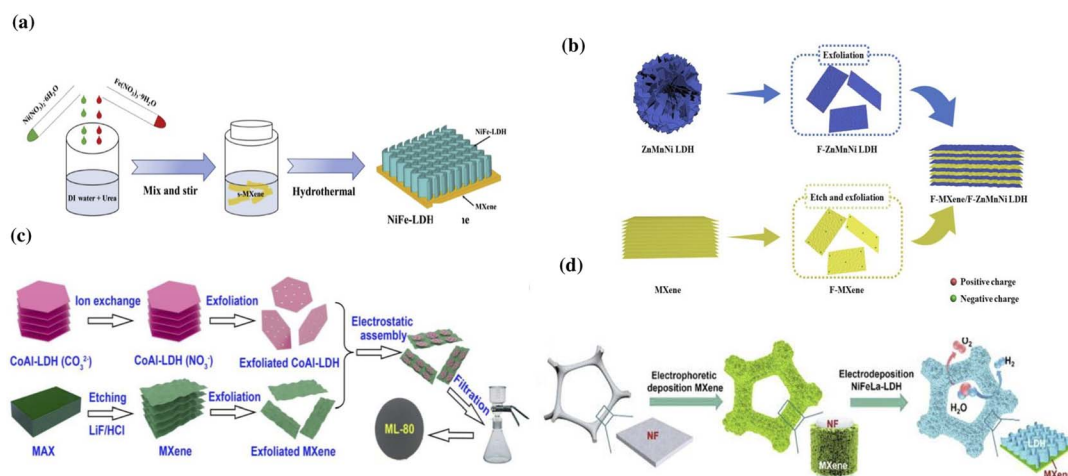 (a)
Ni(NO3)2·6H2O
Fe(NO3)3·9H2O
DI water + Urea
Mix and stir
s-MXene
Hydrothermal
NiFe-LDH
MXene
NiFe-LDH
ne
(b)
ZnMnNi LDH
Exfoliation
F-ZnMnNi LDH
MXene
Etch and exfoliation
F-MXene
F-MXene/F-ZnMnNi LDH
Positive charge
Negative charge
(c)
CoAl-LDH (CO₃²⁻)
Ion exchange
CoAl-LDH (NO₃⁻)
Exfoliation
Exfoliated CoAl-LDH
MAX
Etching
LiF/HCl
MXene
Exfoliation
Exfoliated MXene
Electrostatic
assembly
Filtration
ML-80
(d)
NF
Electrophoretic
deposition MXene
NF
MXene
Electrodeposition
NiFeLa-LDH
O₂
H₂
H₂O
LDH
MXen